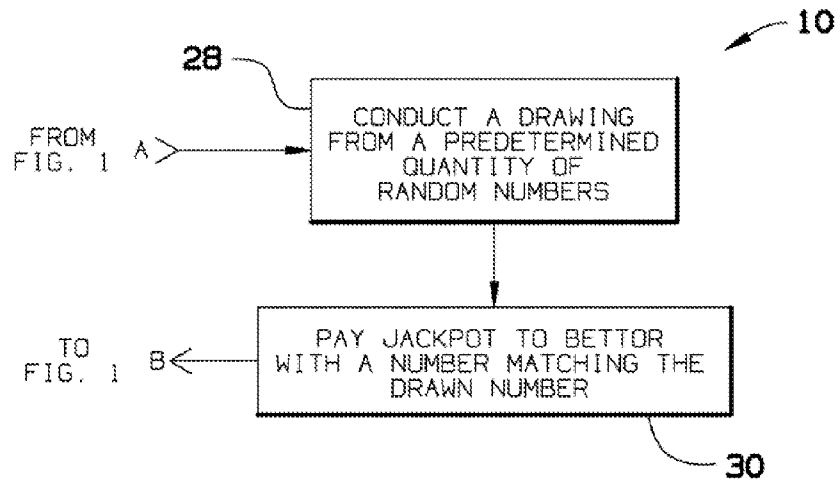 10
28
CONDUCT A DRAWING
FROM A PREDETERMINED
QUANTITY OF
RANDOM NUMBERS
FROM
FIG. 1 A
PAY JACKPOT TO BETTOR
WITH A NUMBER MATCHING THE
DRAWN NUMBER
TO
FIG. 1 B
30